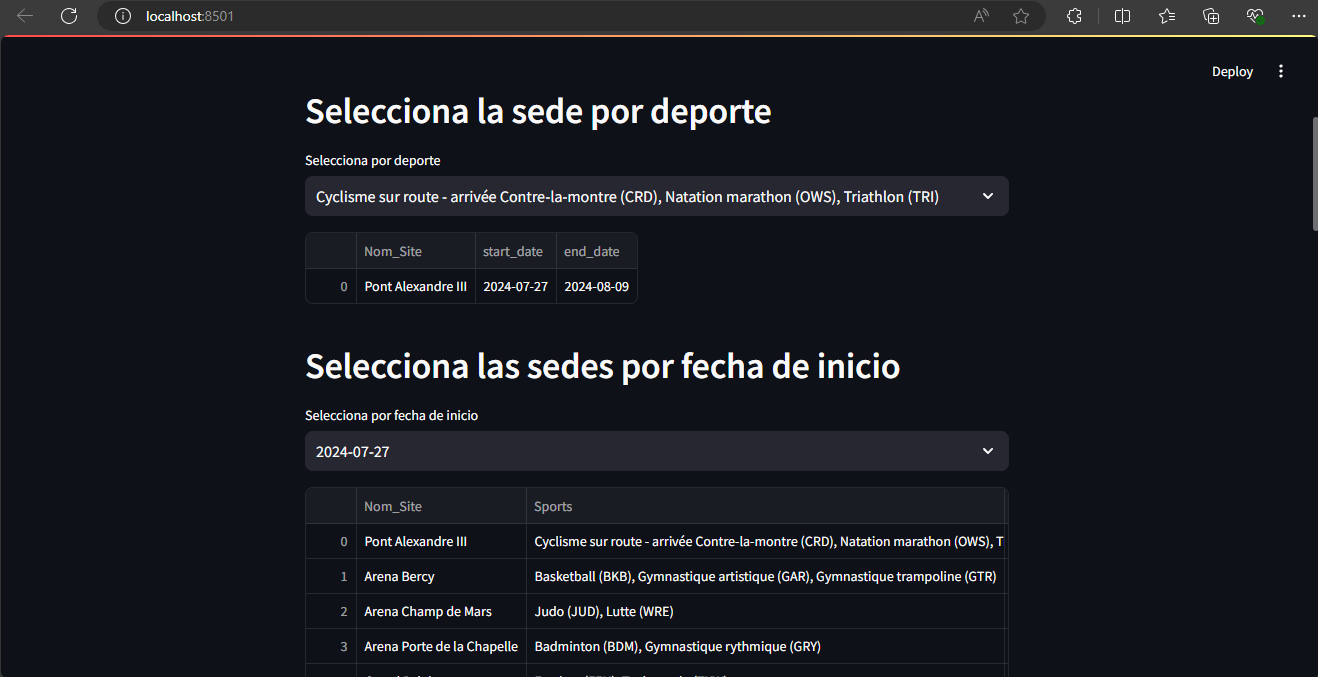 localhost:8501
Deploy
Selecciona la sede por deporte
Selecciona por deporte
Cyclisme sur route - arrivée Contre-la-montre (CRD), Natation marathon (OWS), Triathlon (TRI)
Nom_Site start_date end_date
0 Pont Alexandre III 2024-07-27 2024-08-09
Selecciona las sedes por fecha de inicio
Selecciona por fecha de inicio
2024-07-27
Nom_Site Sports
0 Pont Alexandre III Cyclisme sur route - arrivée Contre-la-montre (CRD), Natation marathon (OWS), T
1 Arena Bercy Basketball (BKB), Gymnastique artistique (GAR), Gymnastique trampoline (GTR)
2 Arena Champ de Mars Judo (JUD), Lutte (WRE)
3 Arena Porte de la Chapelle Badminton (BDM), Gymnastique rythmique (GRY)